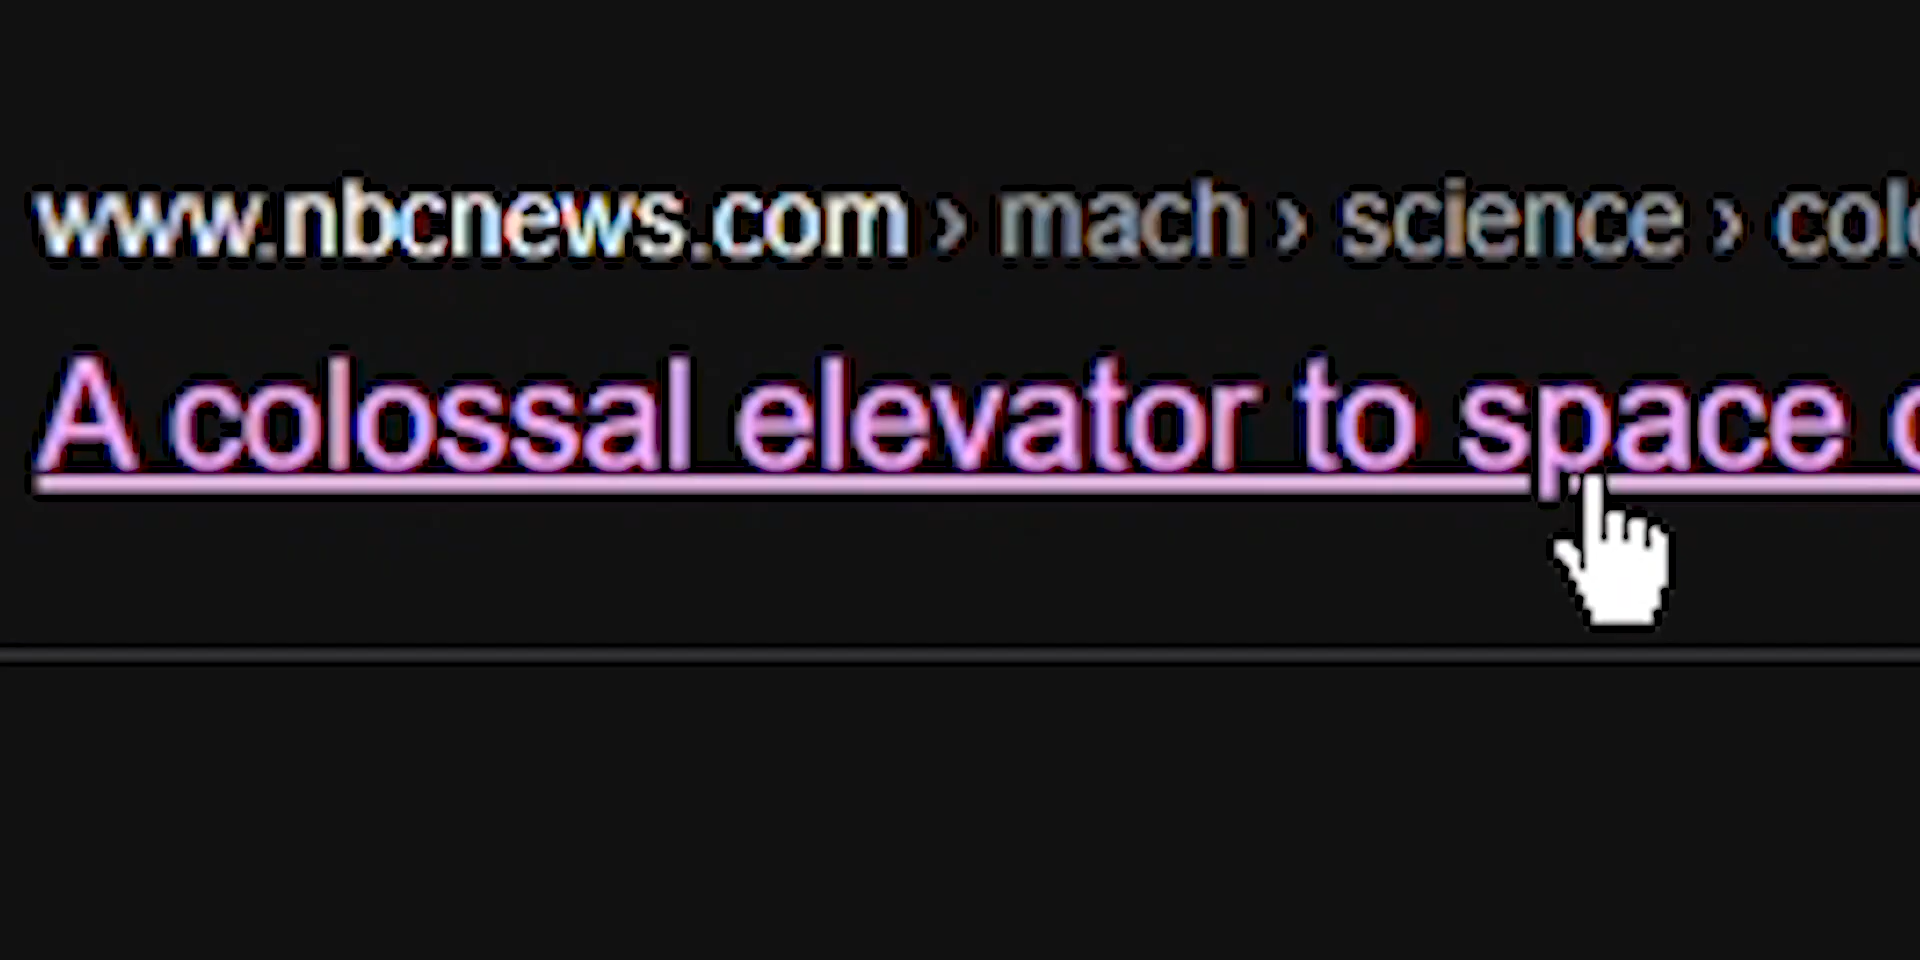 www.nbcnews.com › mach › science ›
A colossal elevator to space